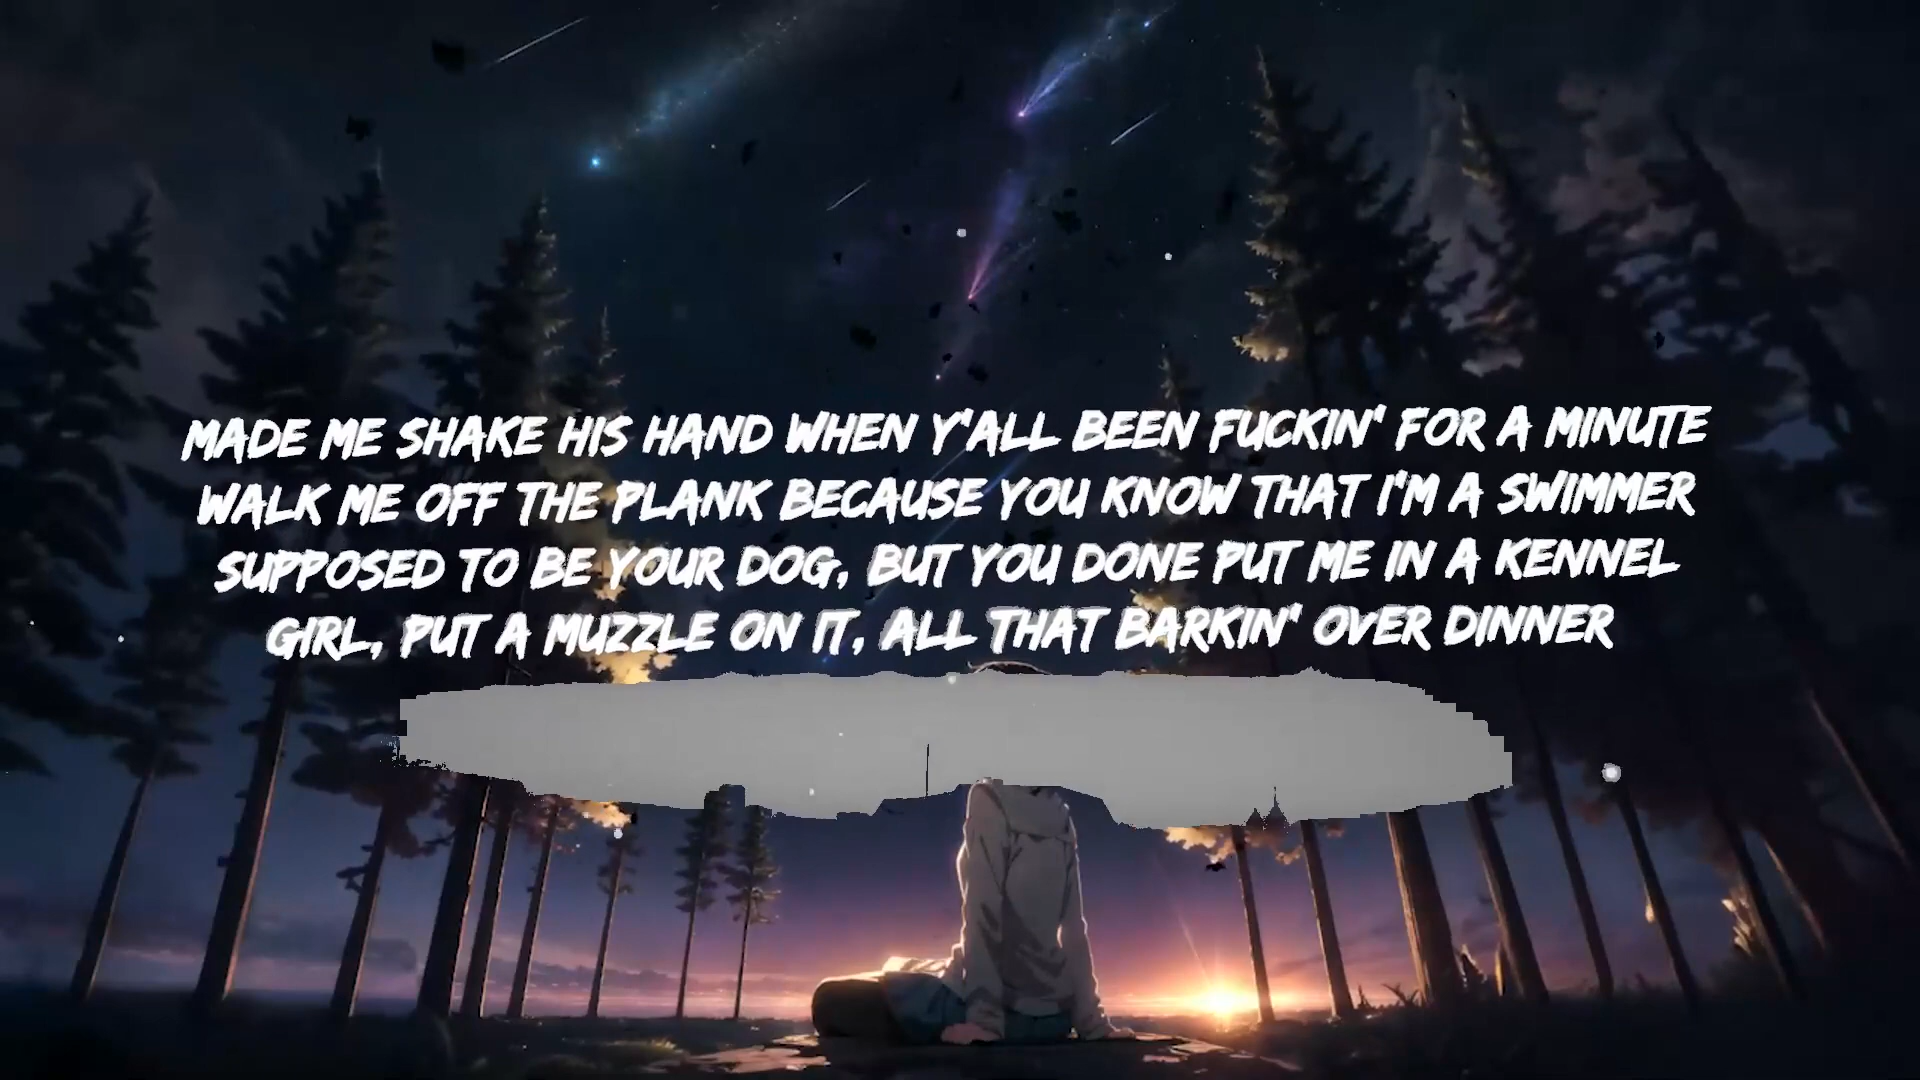 MADE ME SHAKE HIS HAND WHEN Y'ALL BEEN FUCKIN' FOR A MINUTE
WALK ME OFF THE PLANK BECAUSE YOU KNOW THAT I'M A SWIMMER
SUPPOSED TO BE YOUR DOG, BUT YOU DONE PUT ME IN A KENNEL
GIRL, PUT A MUZZLE ON IT, ALL THAT BARKIN' OVER DINNER